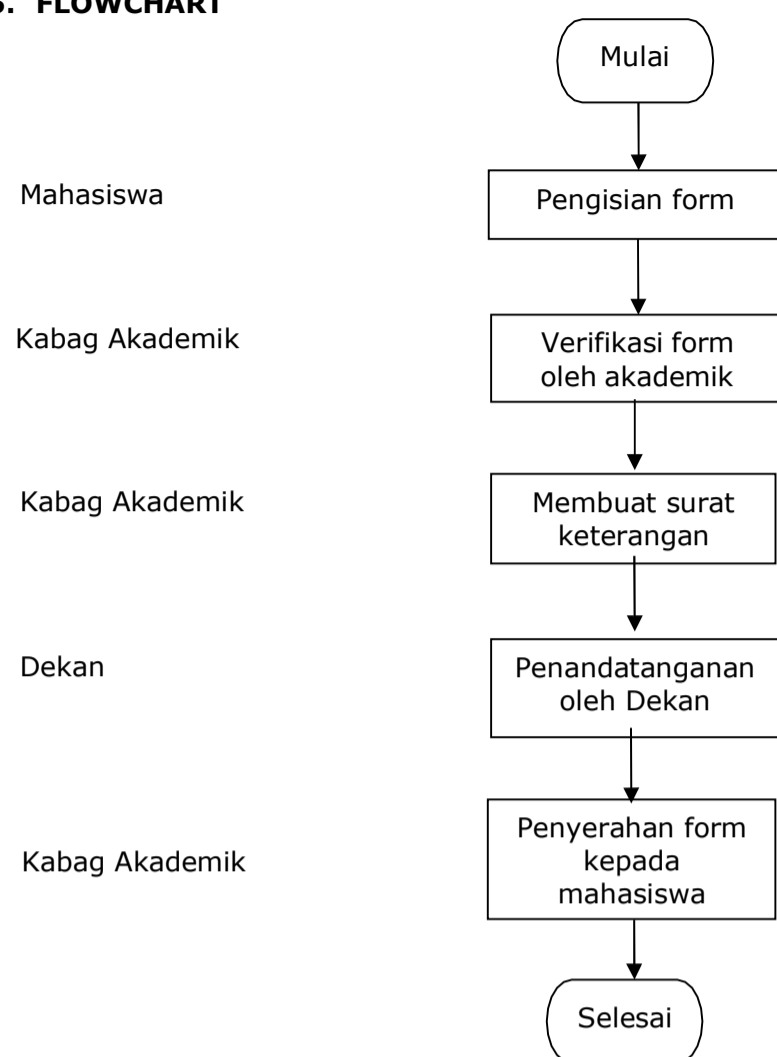 FLOWCHART
Mulai
Mahasiswa
Pengisian form
Kabag Akademik
Verifikasi form
oleh akademik
Kabag Akademik
Membuat surat
keterangan
Dekan
Penandatanganan
oleh Dekan
Kabag Akademik
Penyerahan form
kepada
mahasiswa
Selesai